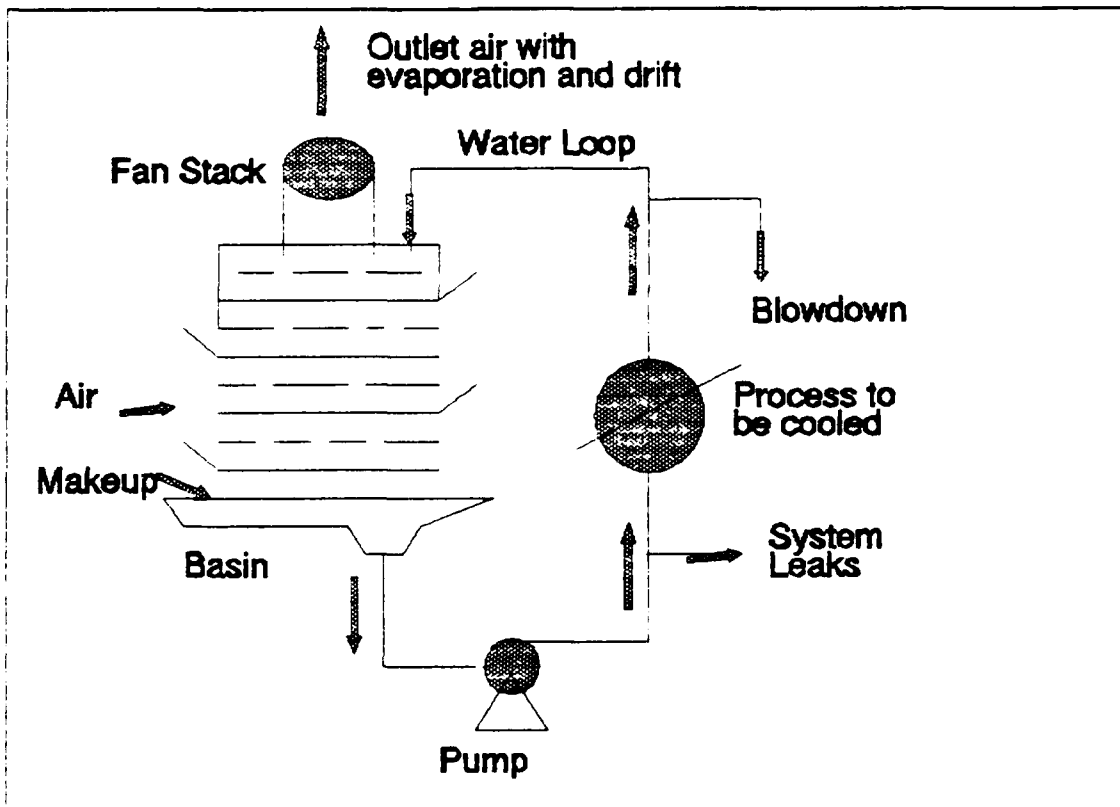 Outlet air with
evaporation and drift
Water Loop
Fan Stack
Blowdown
Air
Process to
be cooled
Makeup
System
Leaks
Basin
Pump